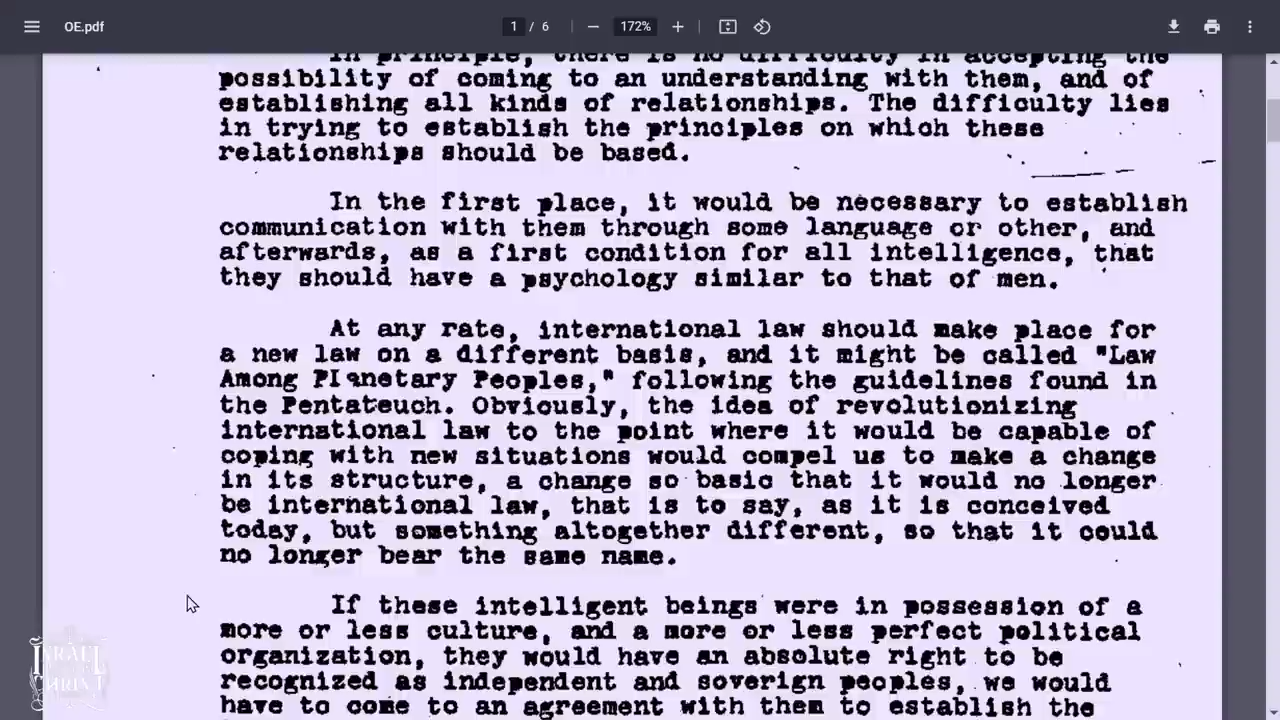 OE.pdf
1 / 6
172%
In principle, there is no difficulty in accepting the
possibility of coming to an understanding with them, and of
establishing all kinds of relationships. The difficulty lies
in trying to establish the principles on which these
relationships should be based.
In the first place, it would be necessary to establish
communication with them through some language or other, and
afterwards, as a first condition for all intelligence, that
they should have a psychology similar to that of men.
At any rate, international law should make place for
a new law on a different basis, and it might be called "Law
Among Planetary Peoples," following the guidelines found in
the Pentateuch. Obviously, the idea of revolutionizing
international law to the point where it would be capable of
coping with new situations would compel us to make a change
in its structure, a change so basic that it would no longer
be international law, that is to say, as it is conceived
today, but something altogether different, so that it could
no longer bear the same name.
If these intelligent beings were in possession of a
more or less culture, and a more or less perfect political
organization, they would have an absolute right to be
recognized as independent and soverign peoples, we would
have to come to an agreement with them to establish the
ISRAEL
CHRIST